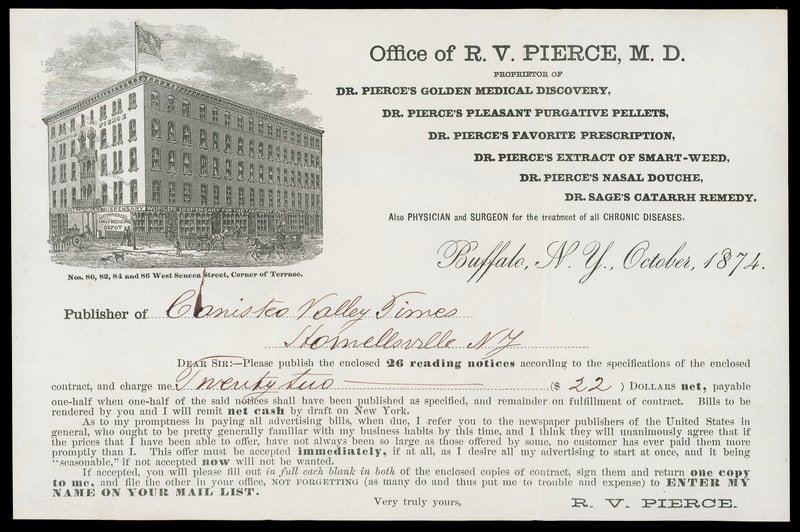 Office of R. V. PIERCE, M. D.
PROPRIETOR OF
DR. PIERCE'S GOLDEN MEDICAL DISCOVERY,
DR. PIERCE'S PLEASANT PURGATIVE PELLETS,
DR. PIERCE'S FAVORITE PRESCRIPTION,
DR. PIERCE'S EXTRACT OF SMART-WEED,
DR. PIERCE'S NASAL DOUCHE,
DR. SAGE'S CATARRH REMEDY.
Also PHYSICIAN and SURGEON for the treatment of all CHRONIC DISEASES.
PIERCE
DISPENSARY WORLD'S
FAMILY MEDICINE
DEPOT
Nos. 80, 82, 84 and 86 West Seneca Street, Corner of Terrace.
Buffalo, N. Y., October, 1874.
Publisher of Canisteo Valley Times
Hornellsville NY
DEAR SIR:—Please publish the enclosed 26 reading notices according to the specifications of the enclosed
contract, and charge me Twenty two ($ 22 ) DOLLARS net, payable
one-half when one-half of the said notices shall have been published as specified, and remainder on fulfillment of contract. Bills to be
rendered by you and I will remit net cash by draft on New York.
As to my promptness in paying all advertising bills, when due, I refer you to the newspaper publishers of the United States in
general, who ought to be pretty generally familiar with my business habits by this time, and I think they will unanimously agree that if
the prices that I have been able to offer, have not always been so large as those offered by some, no customer has ever paid them more
promptly than I. This offer must be accepted immediately, if at all, as I desire all my advertising to start at once, and it being
"seasonable," if not accepted now will not be wanted.
If accepted, you will please fill out in full each blank in both of the enclosed copies of contract, sign them and return one copy
to me, and file the other in your office, NOT FORGETTING (as many do and thus put me to trouble and expense) to ENTER MY
NAME ON YOUR MAIL LIST.
Very truly yours, R. V. PIERCE.